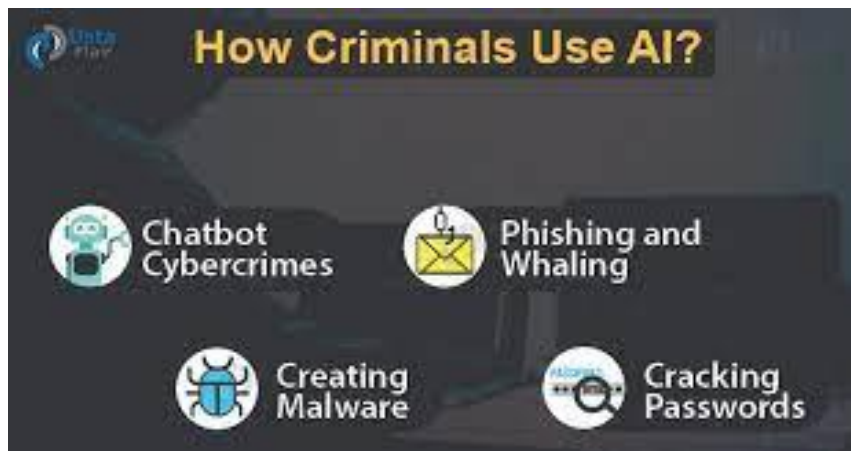 How Criminals Use AI?
Chatbot
Cybercrimes
Phishing and
Whaling
Creating
Malware
Cracking
Passwords